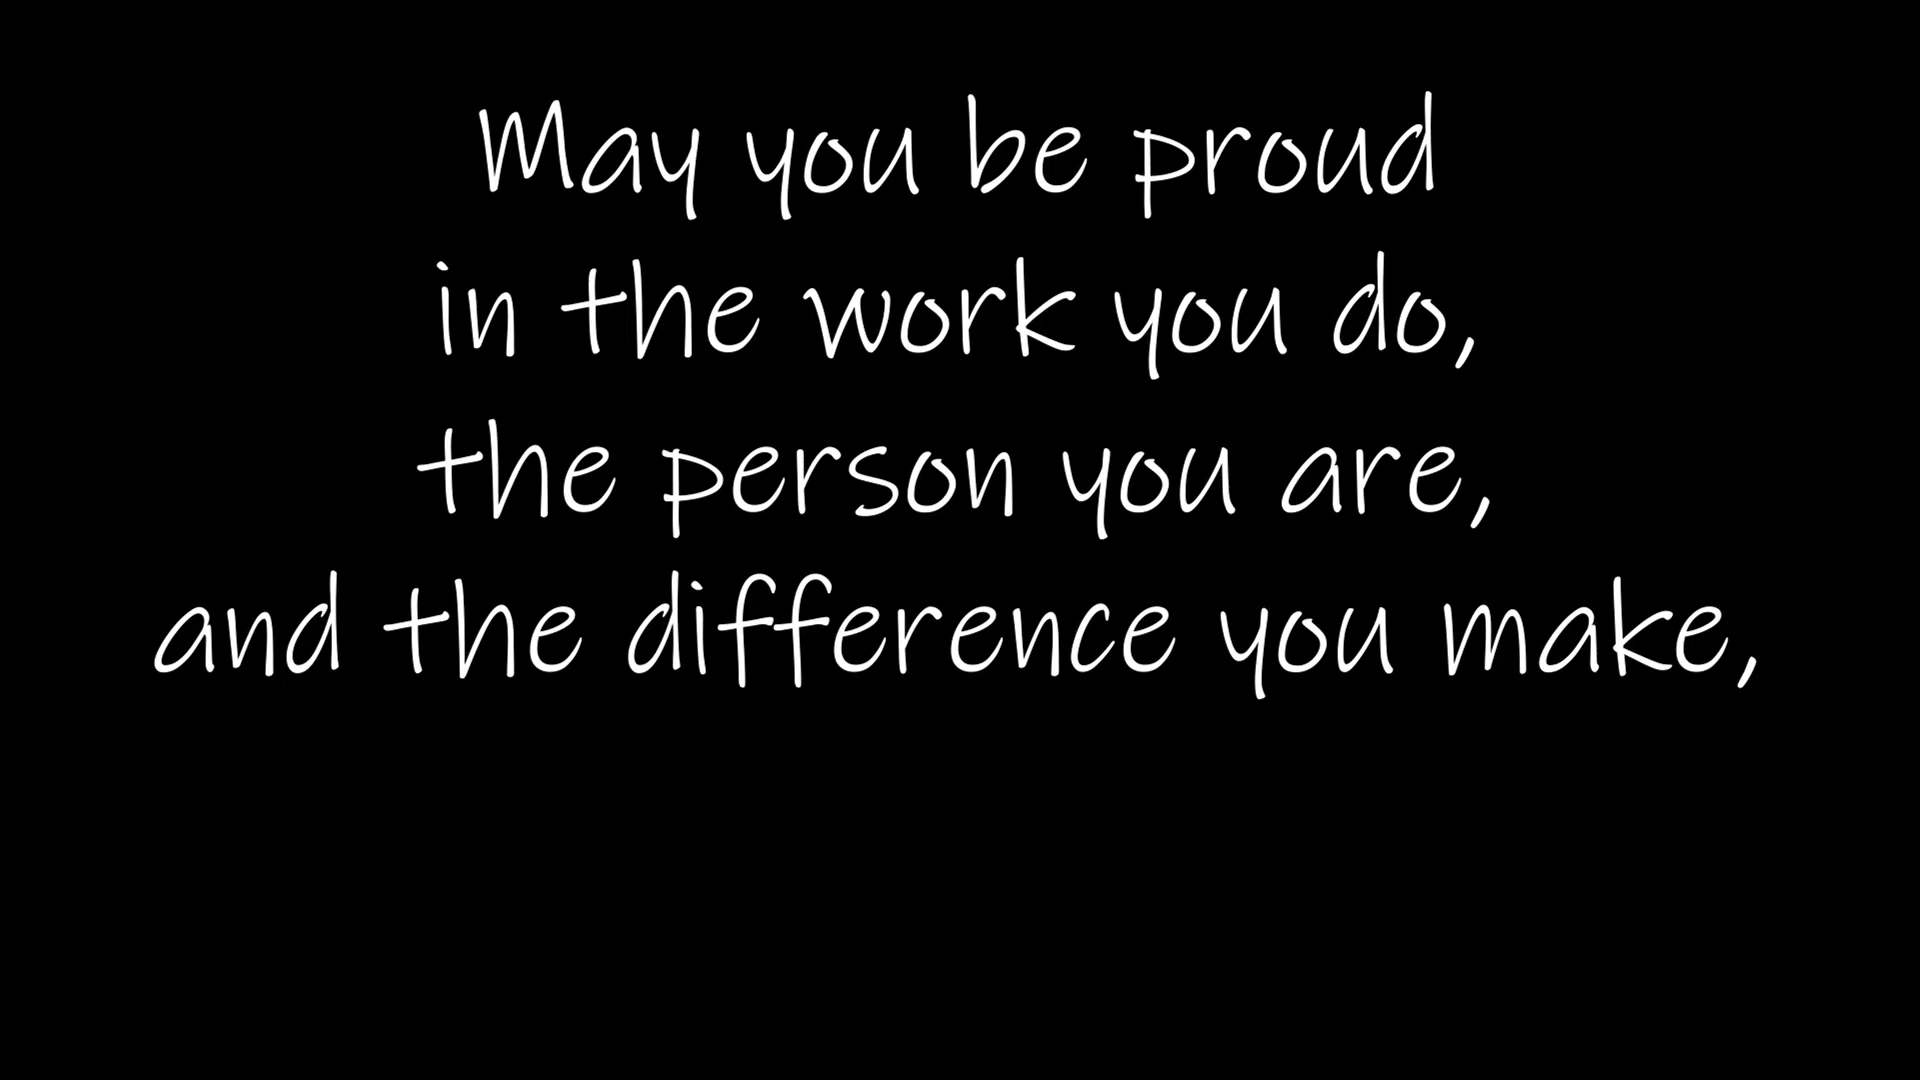 May you be proud
in the work you do,
the person you are,
and the difference you make,